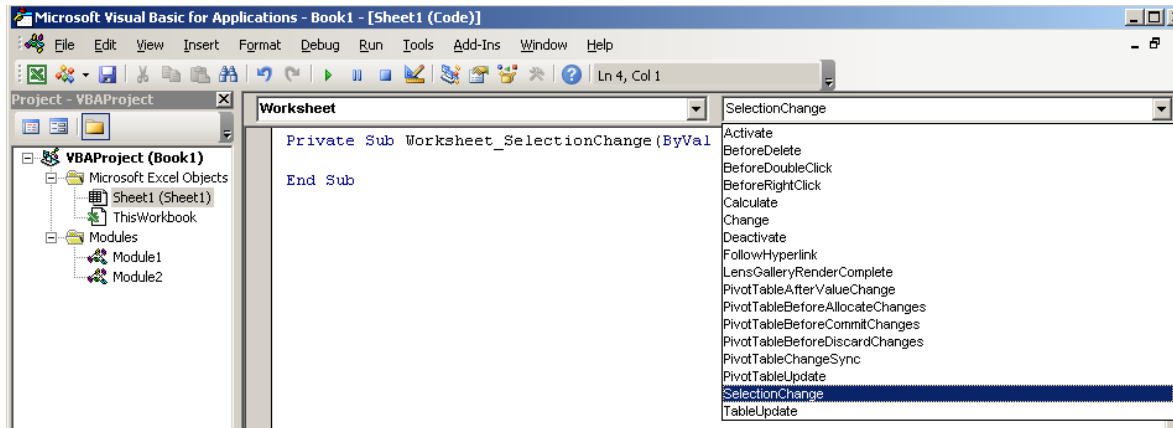 Microsoft Visual Basic for Applications - Book1 - [Sheet1 (Code)]
File Edit View Insert Format Debug Run Tools Add-Ins Window Help
Ln 4, Col 1
Project - VBAProject
VBAProject (Book1)
Microsoft Excel Objects
Sheet1 (Sheet1)
ThisWorkbook
Modules
Module1
Module2
Worksheet
SelectionChange
Private Sub Worksheet_SelectionChange(ByVal
End Sub
Activate
BeforeDelete
BeforeDoubleClick
BeforeRightClick
Calculate
Change
Deactivate
FollowHyperlink
LensGalleryRenderComplete
PivotTableAfterValueChange
PivotTableBeforeAllocateChanges
PivotTableBeforeCommitChanges
PivotTableBeforeDiscardChanges
PivotTableChangeSync
PivotTableUpdate
SelectionChange
TableUpdate